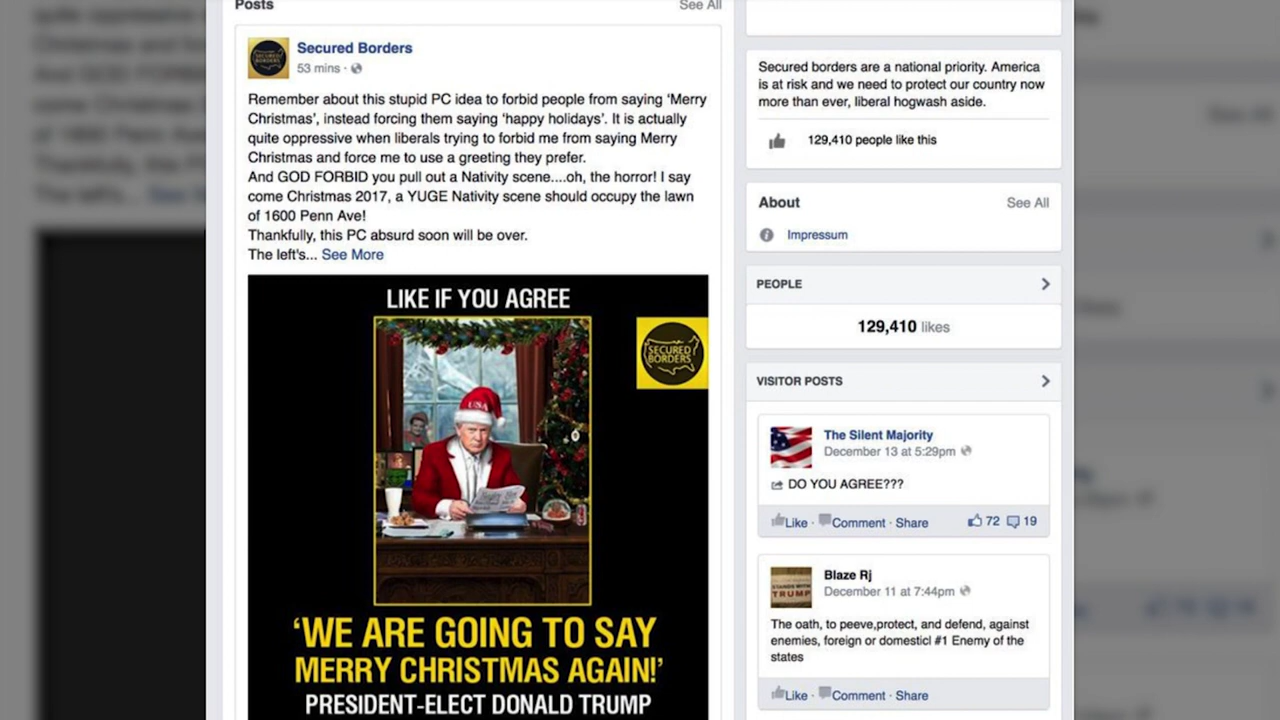 Posts
See All
Secured Borders
53 mins ·
Remember about this stupid PC idea to forbid people from saying ‘Merry
Christmas’, instead forcing them saying ‘happy holidays’. It is actually
quite oppressive when liberals trying to forbid me from saying Merry
Christmas and force me to use a greeting they prefer.
And GOD FORBID you pull out a Nativity scene....oh, the horror! I say
come Christmas 2017, a YUGE Nativity scene should occupy the lawn
of 1600 Penn Ave!
Thankfully, this PC absurd soon will be over.
The left's... See More
LIKE IF YOU AGREE
SECURED
BORDERS
USA
‘WE ARE GOING TO SAY
MERRY CHRISTMAS AGAIN!’
PRESIDENT-ELECT DONALD TRUMP
Secured borders are a national priority. America
is at risk and we need to protect our country now
more than ever, liberal hogwash aside.
129,410 people like this
About
See All
Impressum
PEOPLE
129,410 likes
VISITOR POSTS
The Silent Majority
December 13 at 5:29pm
DO YOU AGREE???
Like · Comment · Share
72 19
Blaze Rj
December 11 at 7:44pm
STANDS WITH
TRUMP
The oath, to peeve,protect, and defend, against
enemies, foreign or domesticl #1 Enemy of the
states
Like · Comment · Share